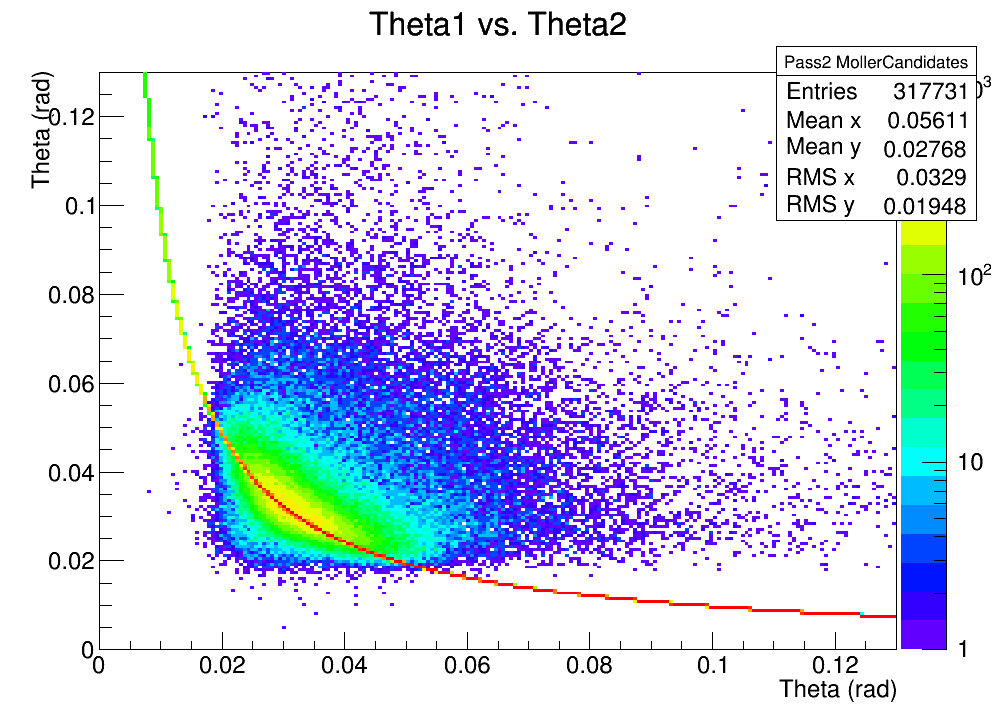 Theta1 vs. Theta2
Pass2 MollerCandidates
Entries 317731
Mean x 0.05611
Mean y 0.02768
RMS x 0.0329
RMS y 0.01948
Theta (rad)
0.12
0.1
0.08
0.06
0.04
0.02
0
0 0.02 0.04 0.06 0.08 0.1 0.12
Theta (rad)
10²
10
1